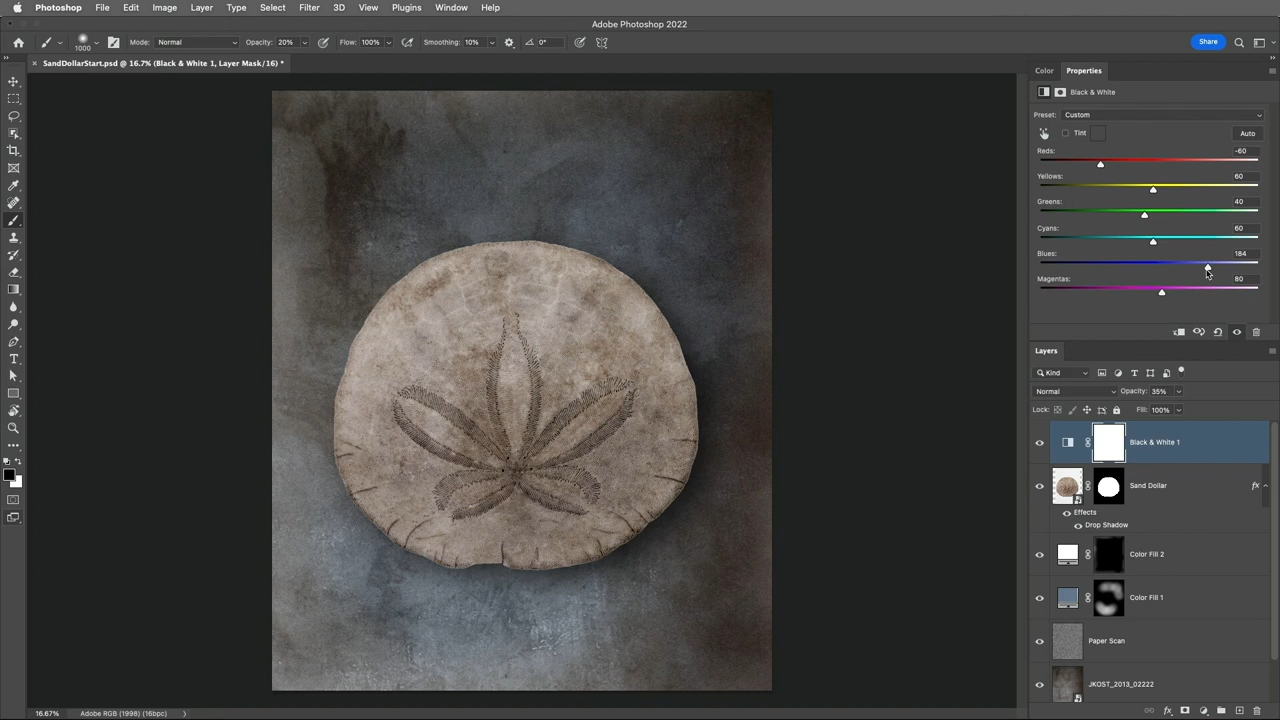 Photoshop File Edit Image Layer Type Select Filter 3D View Plugins Window Help
Adobe Photoshop 2022
1000 Mode: Normal Opacity: 20% Flow: 100% Smoothing: 10% 0° Share
SandDollarStart.psd @ 16.7% (Black & White 1, Layer Mask/16) *
Color Properties
Black & White
Preset: Custom
Tint Auto
Reds: -60
Yellows: 60
Greens: 40
Cyans: 60
Blues: 184
Magentas: 80
Layers
Kind
Normal Opacity: 35%
Lock: Fill: 100%
Black & White 1
Sand Dollar fx
Effects
Drop Shadow
Color Fill 2
Color Fill 1
Paper Scan
JKOST_2013_02222
16.67% Adobe RGB (1998) (16bpc) fx